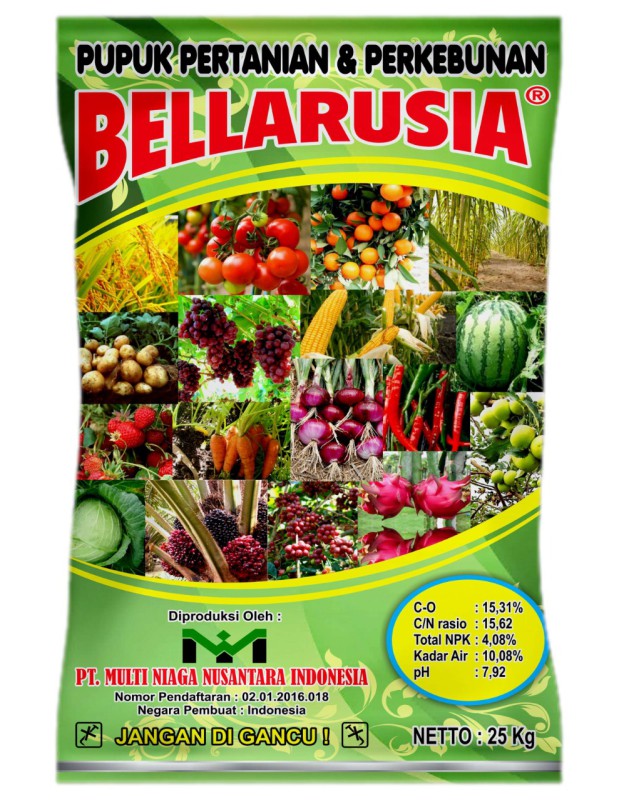 PUPUK PERTANIAN & PERKEBUNAN
BELLARUSIA®
Diproduksi Oleh :
PT. MULTI NIAGA NUSANTARA INDONESIA
Nomor Pendaftaran : 02.01.2016.018
Negara Pembuat : Indonesia
JANGAN DI GANCU !
C-O : 15,31%
C/N rasio : 15,62
Total NPK : 4,08%
Kadar Air : 10,08%
pH : 7,92
NETTO : 25 Kg